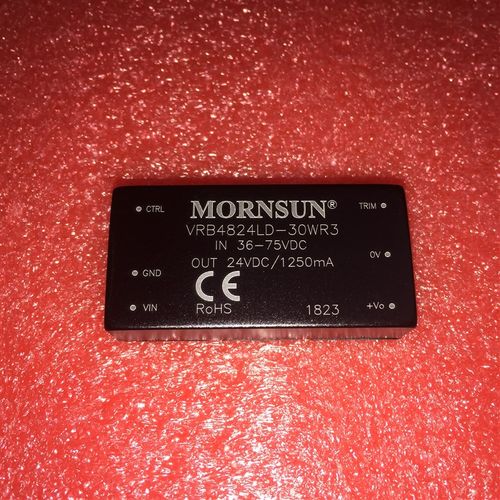 CTRL
MORNSUN®
TRIM
VRB4824LD-30WR3
IN 36-75VDC
0V
OUT 24VDC/1250mA
GND
CE
VIN
RoHS
1823
+Vo